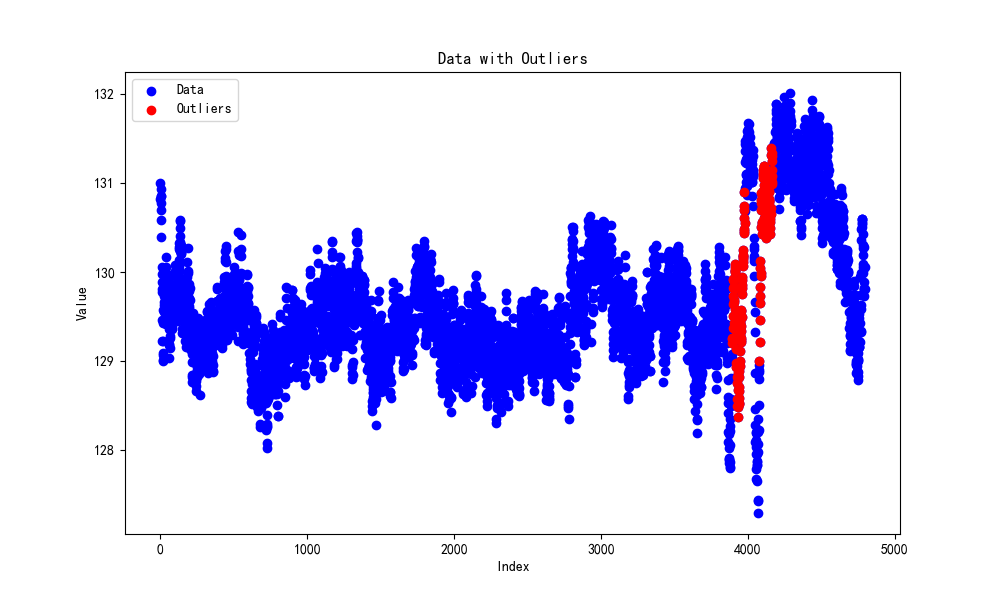 Data with Outliers
Data
Outliers
132
131
130
129
128
Value
0
1000
2000
3000
4000
5000
Index